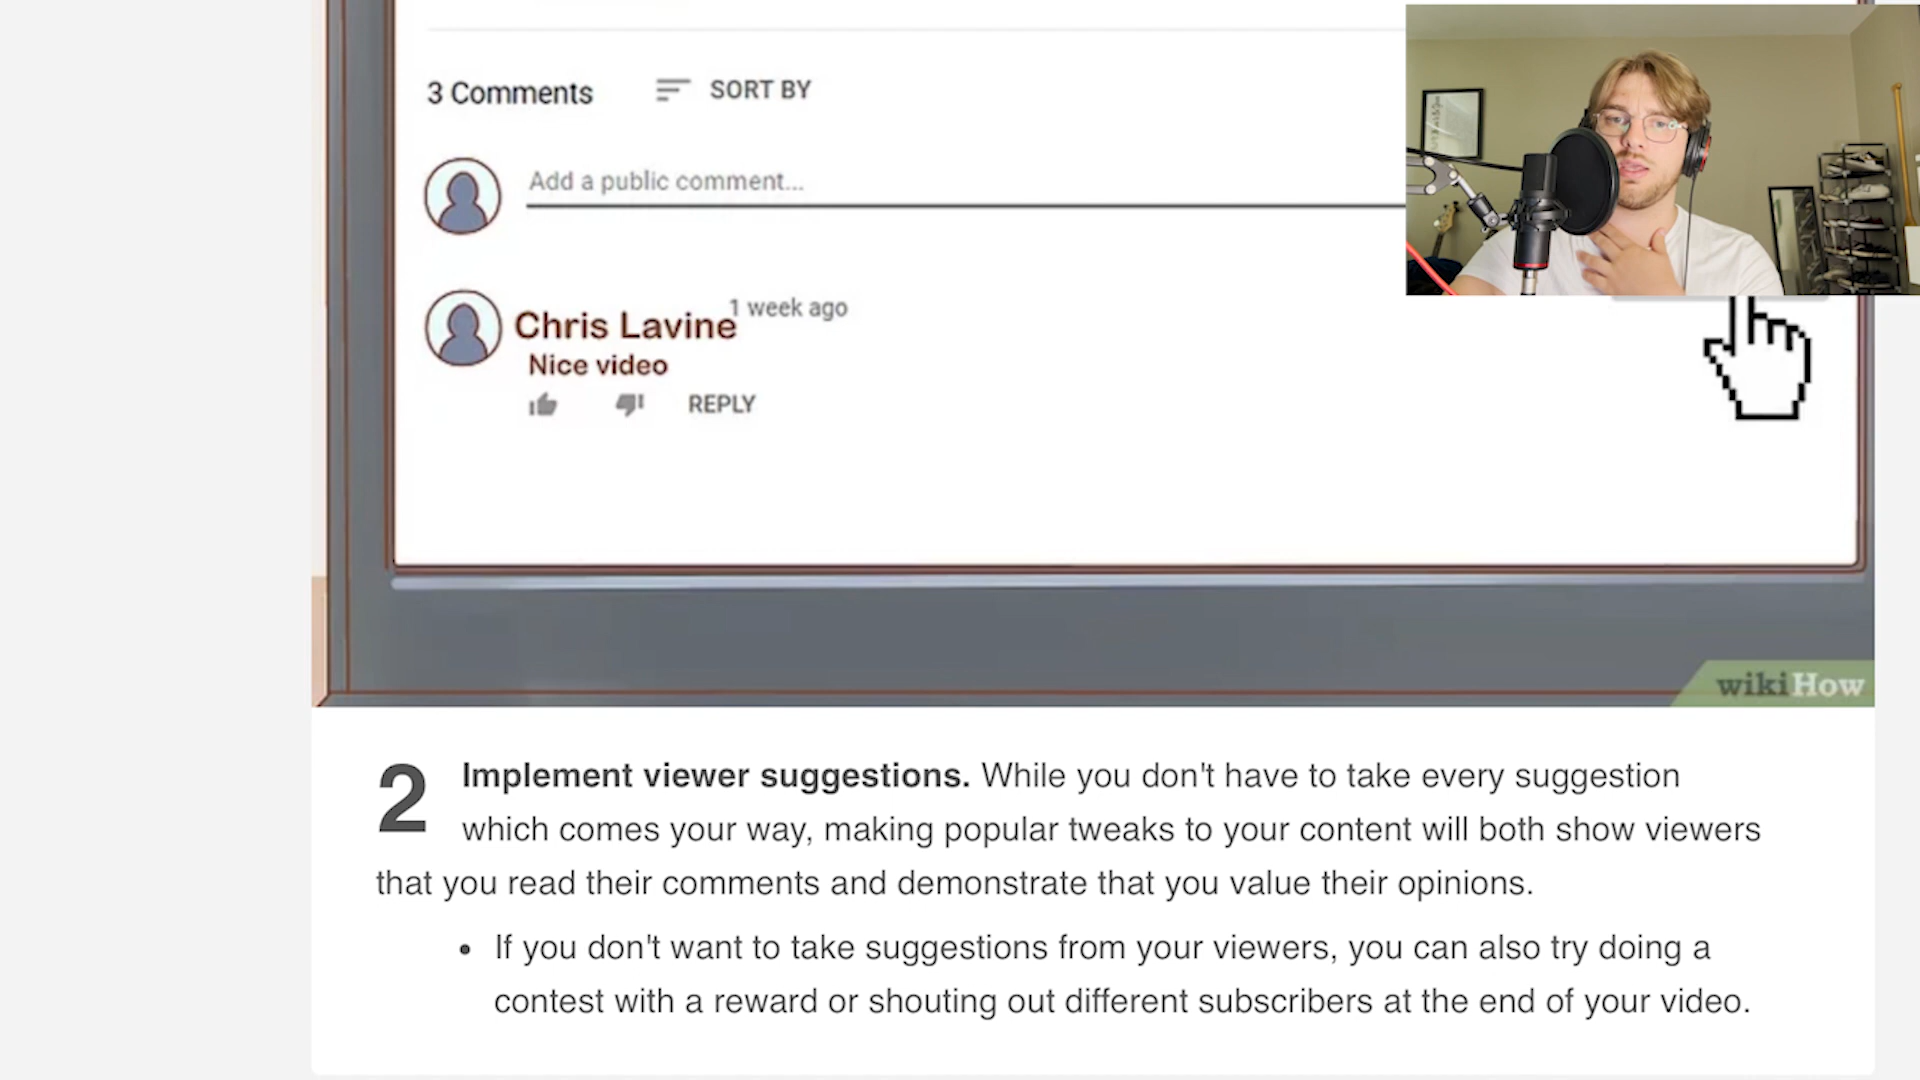 3 Comments SORT BY
Add a public comment...
Chris Lavine 1 week ago
Nice video
REPLY
wikiHow
2 Implement viewer suggestions. While you don't have to take every suggestion
which comes your way, making popular tweaks to your content will both show viewers
that you read their comments and demonstrate that you value their opinions.
• If you don't want to take suggestions from your viewers, you can also try doing a
contest with a reward or shouting out different subscribers at the end of your video.